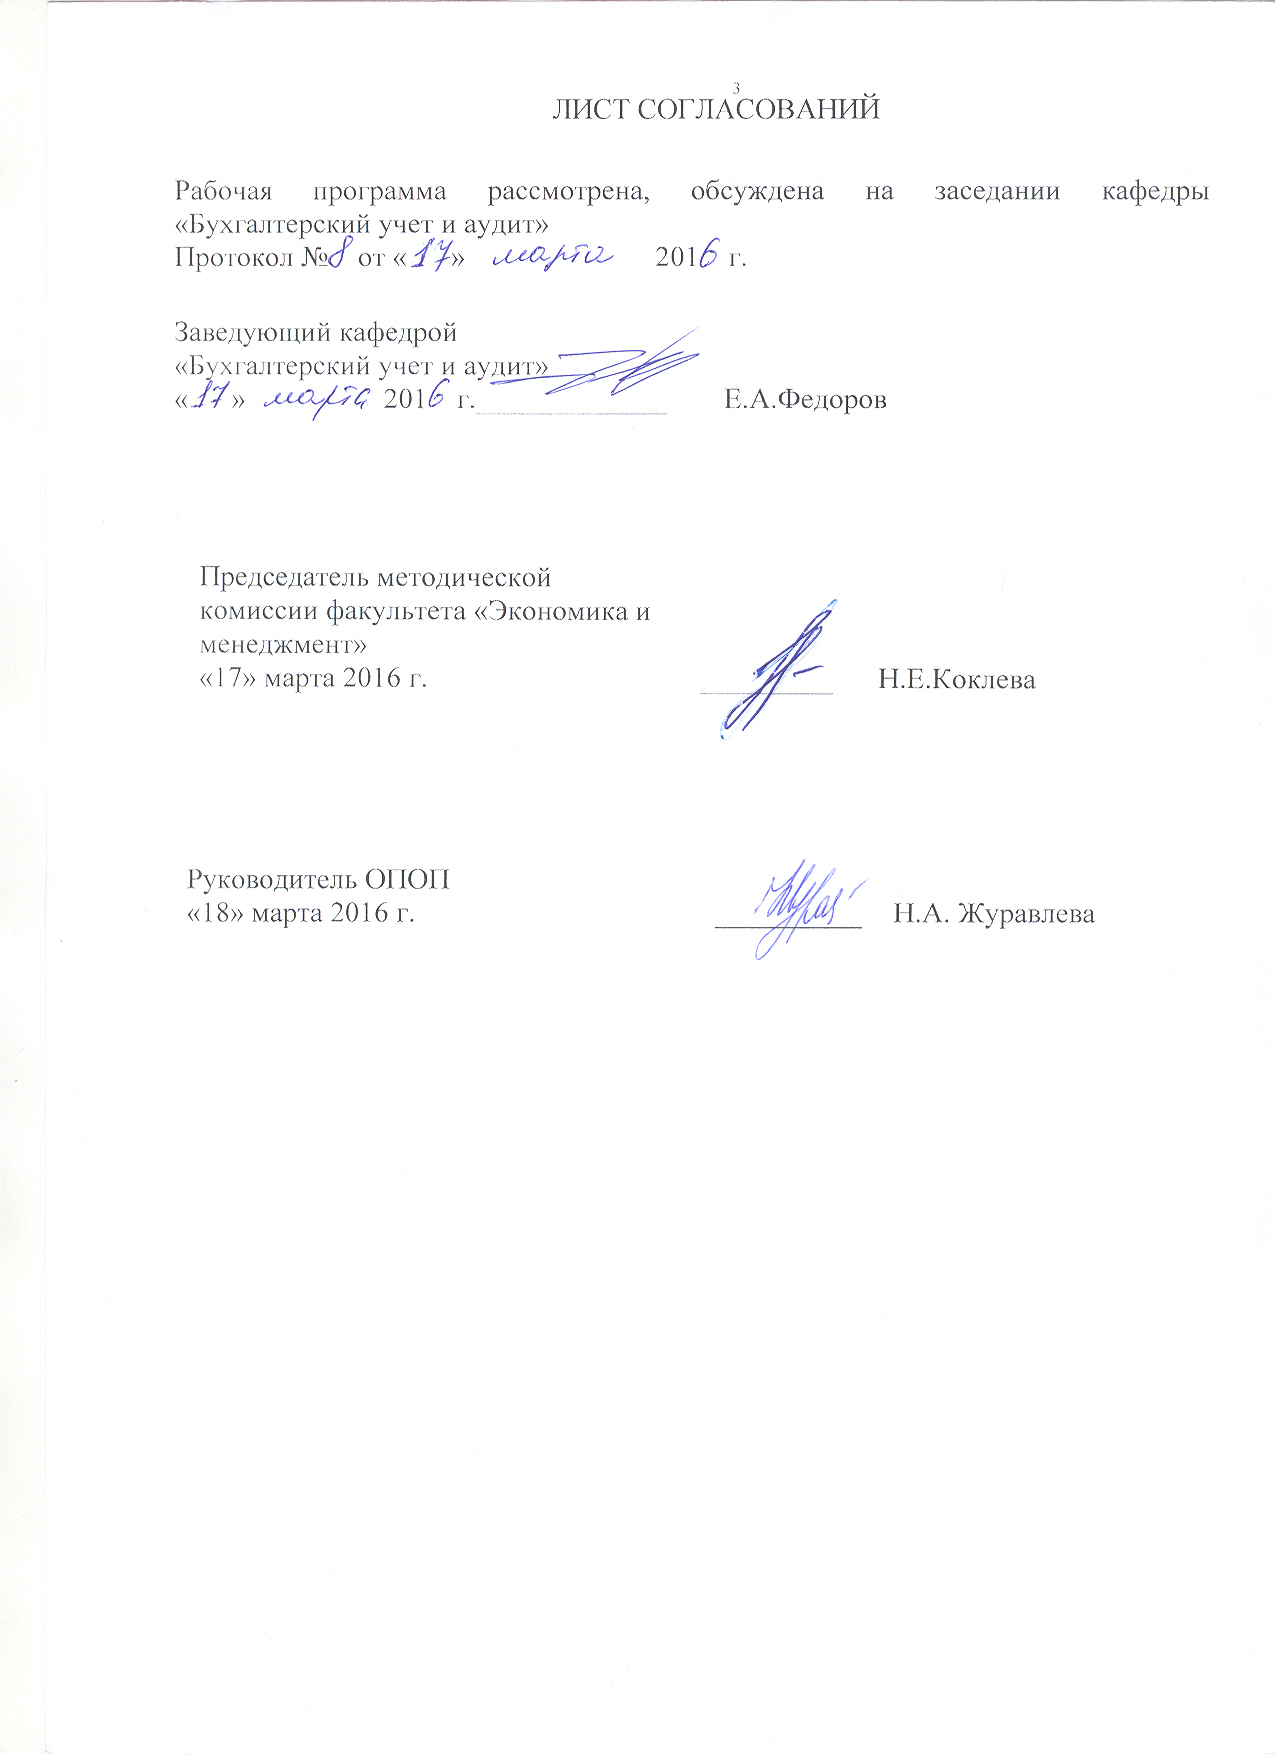 3
ЛИСТ СОГЛАСОВАНИЙ
Рабочая программа рассмотрена, обсуждена на заседании кафедры
«Бухгалтерский учет и аудит»
Протокол №8 от «17» марта 2016 г.
Заведующий кафедрой
«Бухгалтерский учет и аудит»
«17» марта 2016 г. Е.А.Федоров
Председатель методической
комиссии факультета «Экономика и
менеджмент»
«17» марта 2016 г. Н.Е.Коклева
Руководитель ОПОП
«18» марта 2016 г. Н.А. Журавлева